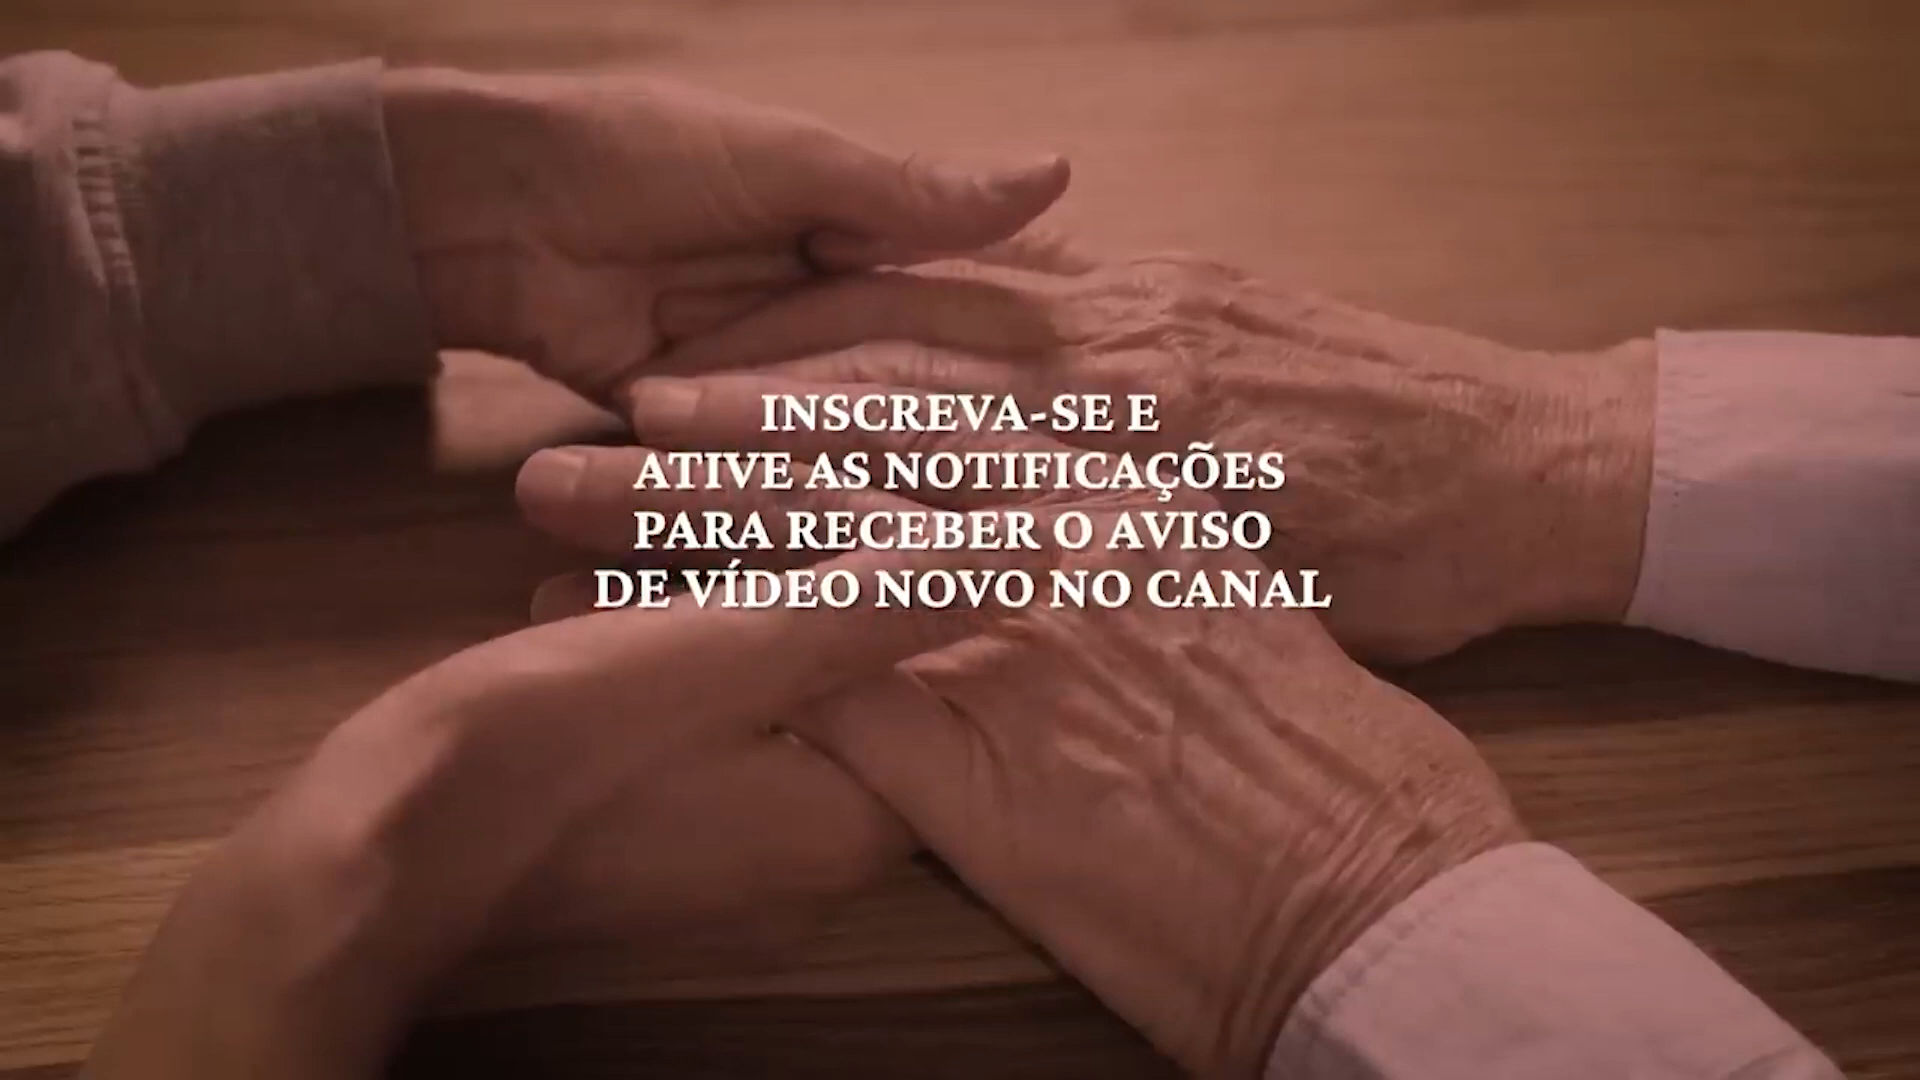 INSCREVA-SE E
ATIVE AS NOTIFICAÇÕES
PARA RECEBER O AVISO
DE VÍDEO NOVO NO CANAL